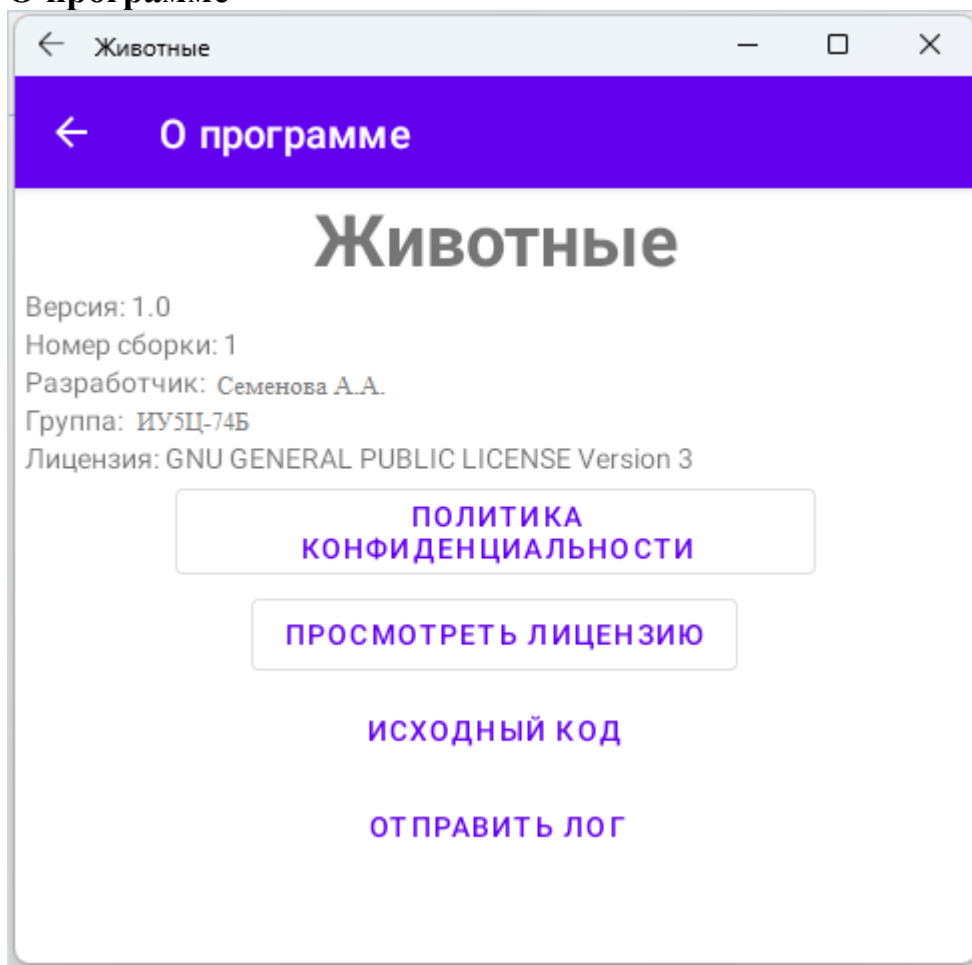 О программе
Животные
О программе
Животные
Версия: 1.0
Номер сборки: 1
Разработчик: Семенова А.А.
Группа: ИУ5Ц-74Б
Лицензия: GNU GENERAL PUBLIC LICENSE Version 3
ПОЛИТИКА
КОНФИДЕНЦИАЛЬНОСТИ
ПРОСМОТРЕТЬ ЛИЦЕНЗИЮ
ИСХОДНЫЙ КОД
ОТПРАВИТЬ ЛОГ